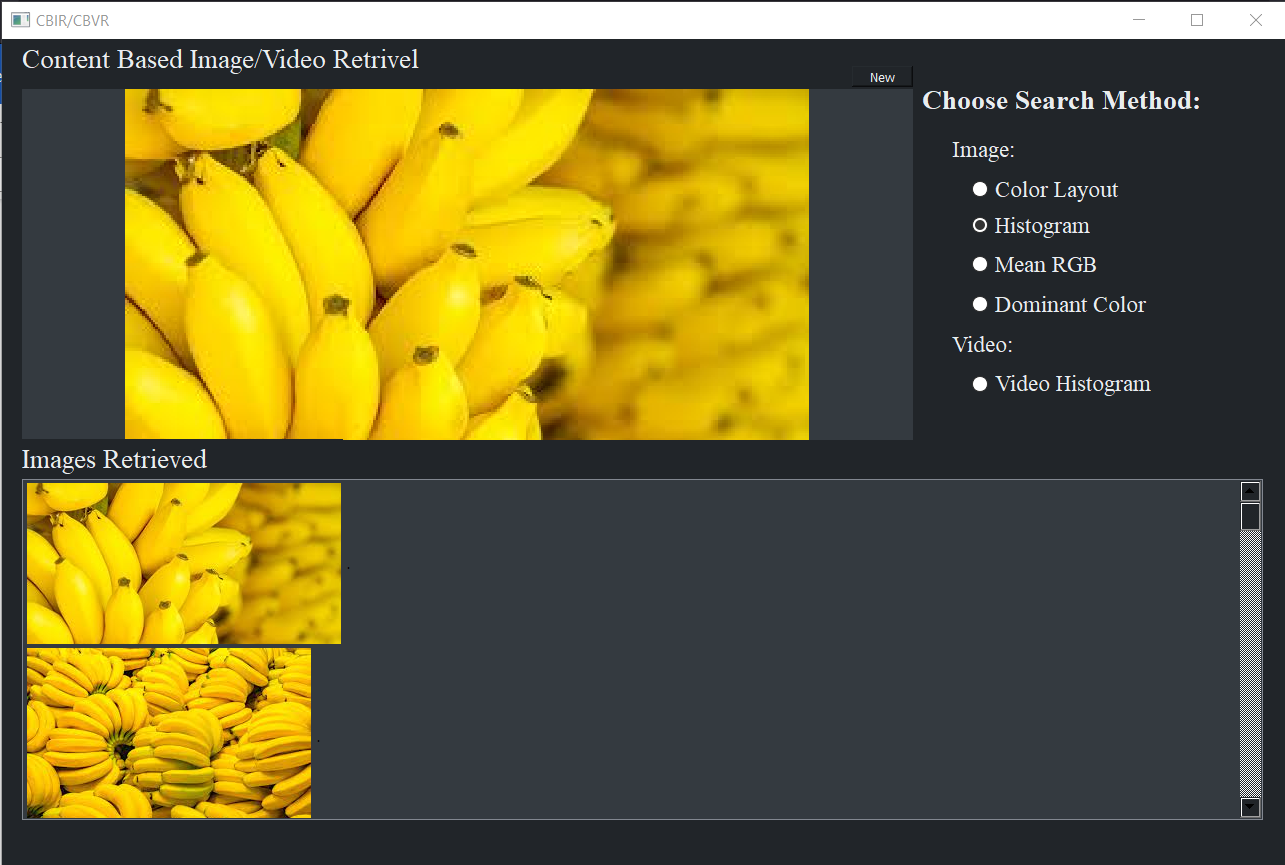 CBIR/CBVR
Content Based Image/Video Retrivel
New
Choose Search Method:
Image:
Color Layout
Histogram
Mean RGB
Dominant Color
Video:
Video Histogram
Images Retrieved